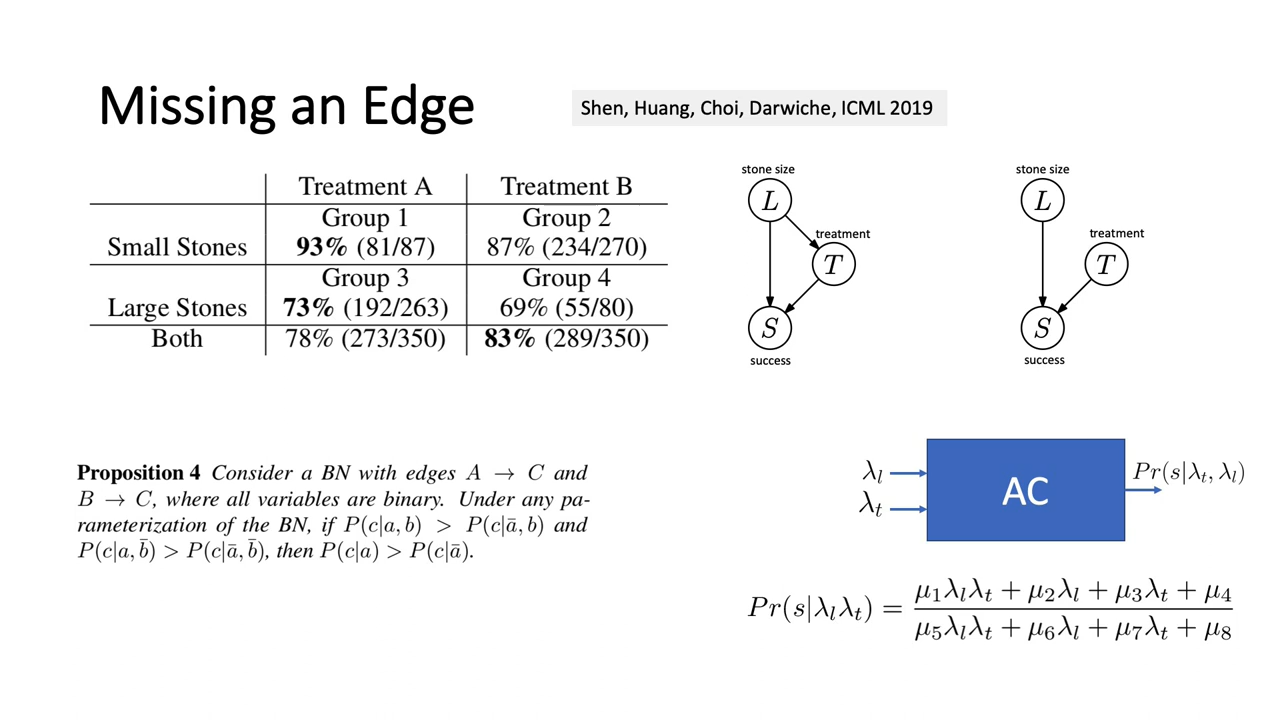 Missing an Edge
Shen, Huang, Choi, Darwiche, ICML 2019
Treatment A Treatment B
Group 1 Group 2
Small Stones 93% (81/87) 87% (234/270)
Group 3 Group 4
Large Stones 73% (192/263) 69% (55/80)
Both 78% (273/350) 83% (289/350)
stone size
L
treatment
T
S
success
stone size
L
treatment
T
S
success
Proposition 4 Consider a BN with edges A → C and
B → C, where all variables are binary. Under any pa-
rameterization of the BN, if P(c|a, b) > P(c|ā, b) and
P(c|a, b̄) > P(c|ā, b̄), then P(c|a) > P(c|ā).
λ_l
λ_t
AC
Pr(s|λ_t, λ_l)
Pr(s|λ_lλ_t) = \frac{μ_1λ_lλ_t + μ_2λ_l + μ_3λ_t + μ_4}{μ_5λ_lλ_t + μ_6λ_l + μ_7λ_t + μ_8}